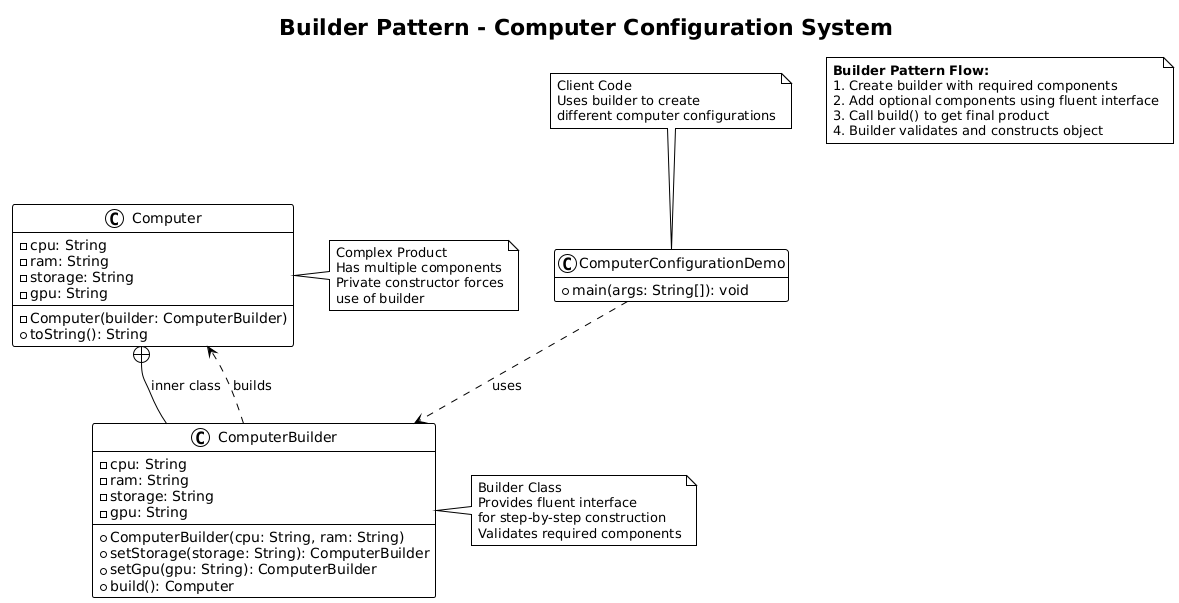 Builder Pattern - Computer Configuration System
Client Code
Uses builder to create
different computer configurations
Builder Pattern Flow:
1. Create builder with required components
2. Add optional components using fluent interface
3. Call build() to get final product
4. Builder validates and constructs object
C Computer
cpu: String
ram: String
storage: String
gpu: String
Computer(builder: ComputerBuilder)
toString(): String
Complex Product
Has multiple components
Private constructor forces
use of builder
C ComputerConfigurationDemo
main(args: String[]): void
inner class
builds
uses
C ComputerBuilder
cpu: String
ram: String
storage: String
gpu: String
ComputerBuilder(cpu: String, ram: String)
setStorage(storage: String): ComputerBuilder
setGpu(gpu: String): ComputerBuilder
build(): Computer
Builder Class
Provides fluent interface
for step-by-step construction
Validates required components